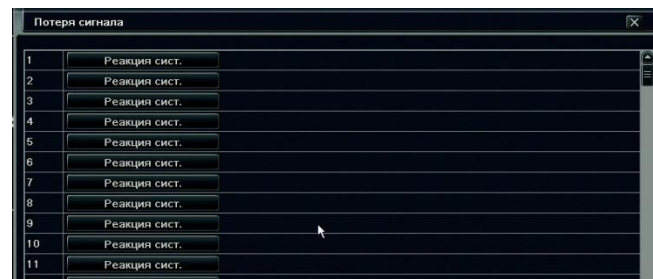 Потеря сигнала
1 Реакция сист.
2 Реакция сист.
3 Реакция сист.
4 Реакция сист.
5 Реакция сист.
6 Реакция сист.
7 Реакция сист.
8 Реакция сист.
9 Реакция сист.
10 Реакция сист.
11 Реакция сист.